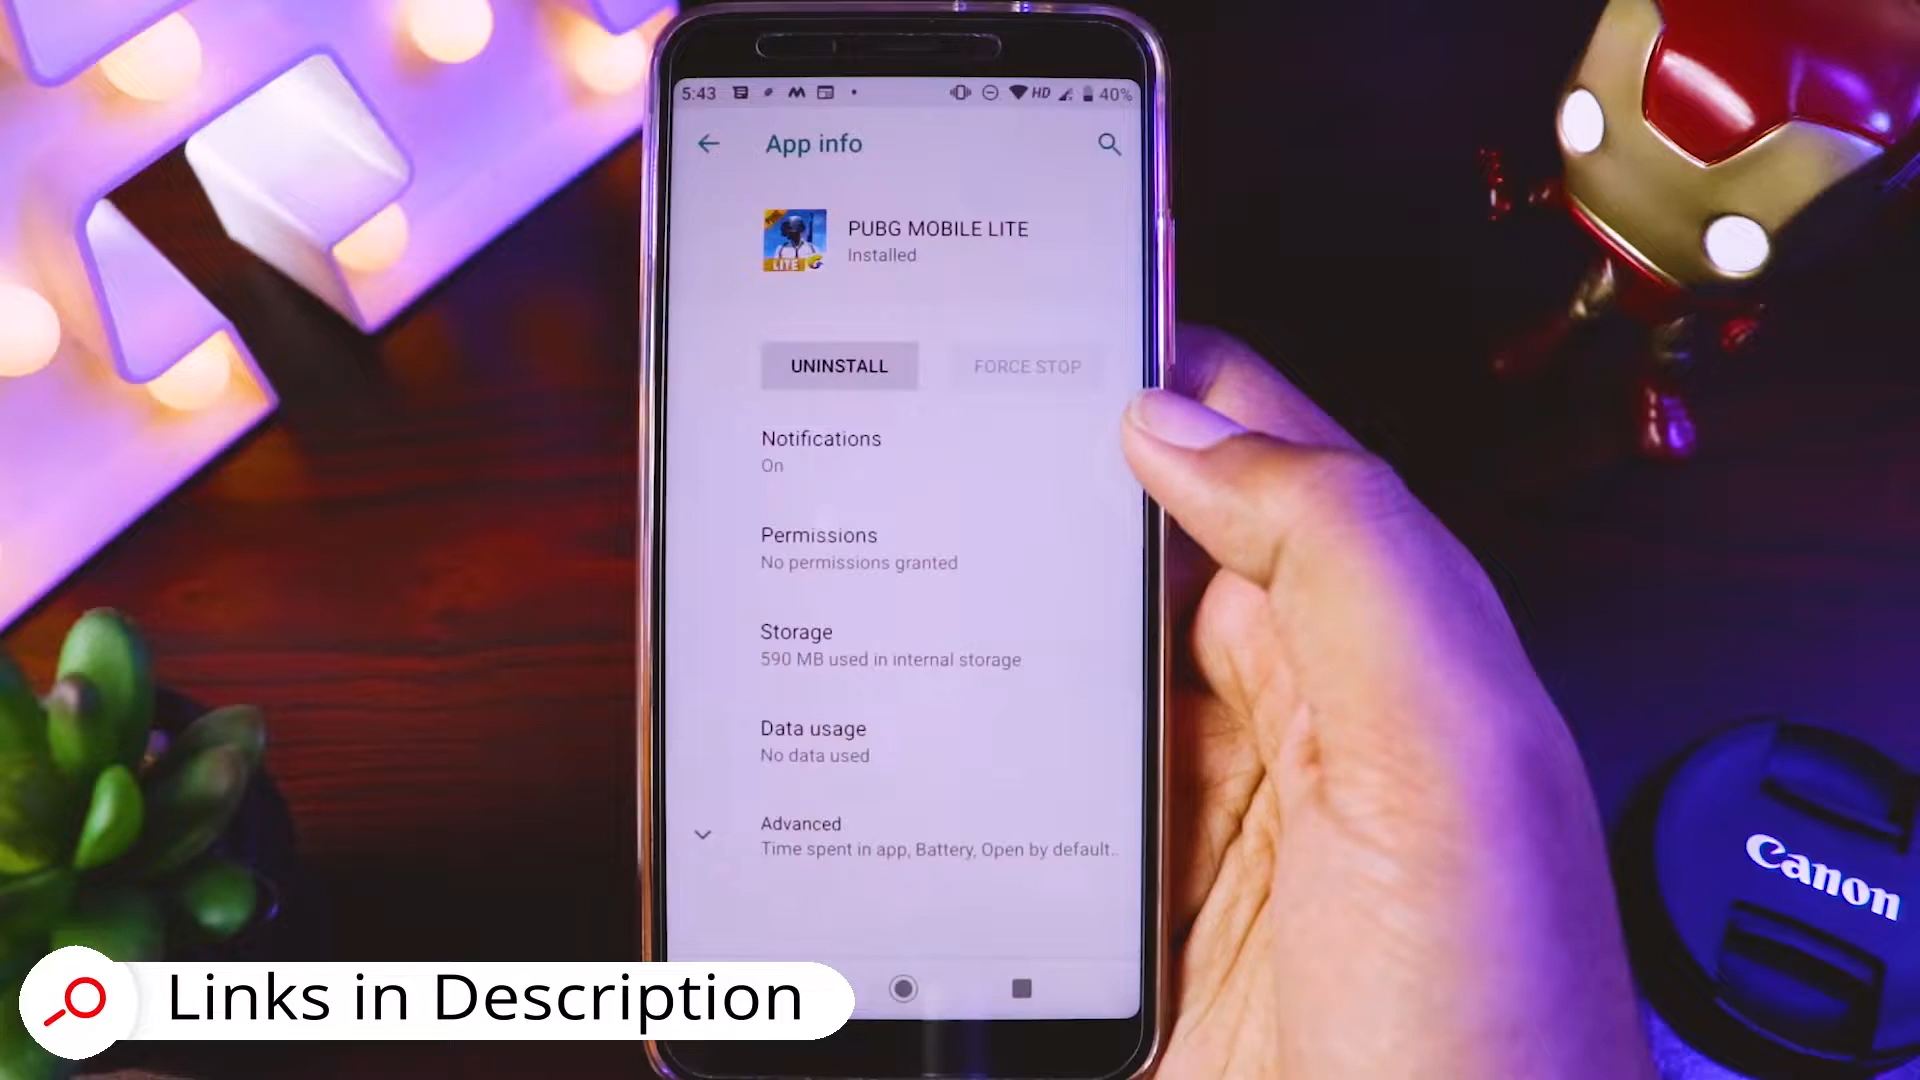 5:43 HD 40%
App info
LITE
PUBG MOBILE LITE
Installed
UNINSTALL FORCE STOP
Notifications
On
Permissions
No permissions granted
Storage
590 MB used in internal storage
Data usage
No data used
Advanced
Time spent in app, Battery, Open by default..
Canon
Links in Description